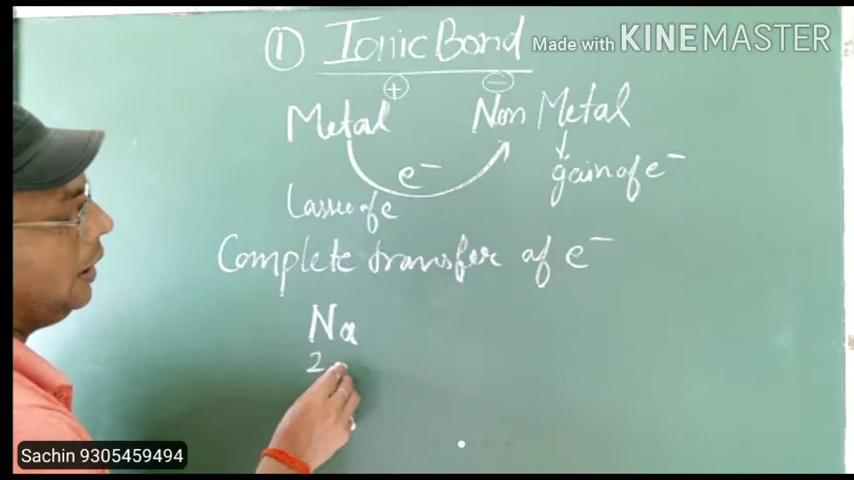 ① Ionic Bond
Made with KINEMASTER
⊕ ⊖
Metal Non Metal
e⁻ gain of e⁻
of e
Complete transfer of e⁻
Na
2
Sachin 9305459494